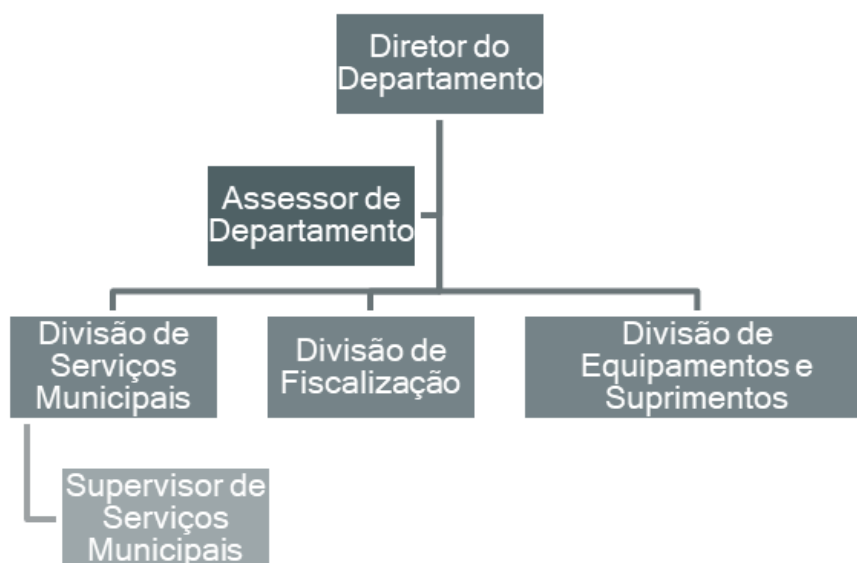 Diretor do
Departamento
Assessor de
Departamento
Divisão de
Serviços
Municipais
Divisão de
Fiscalização
Divisão de
Equipamentos e
Suprimentos
Supervisor de
Serviços
Municipais